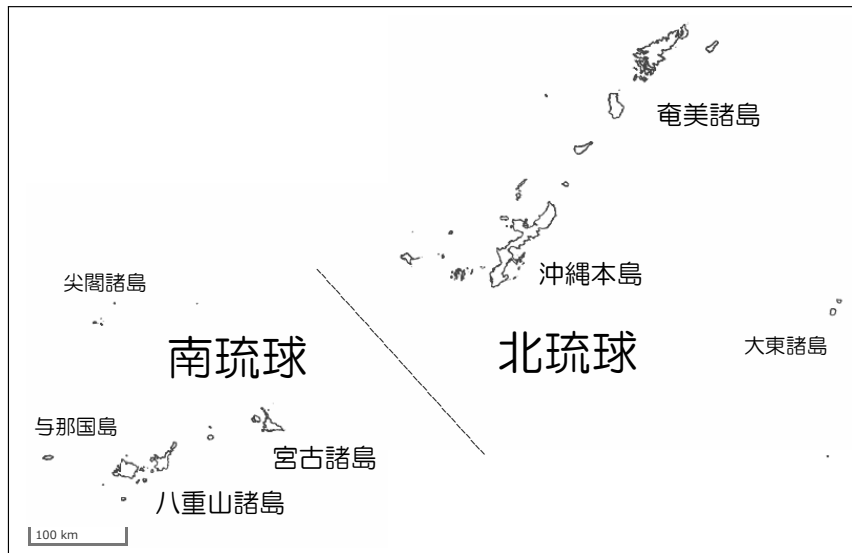 奄美諸島
沖縄本島
尖閣諸島
南琉球
北琉球
大東諸島
与那国島
宮古諸島
八重山諸島
100 km